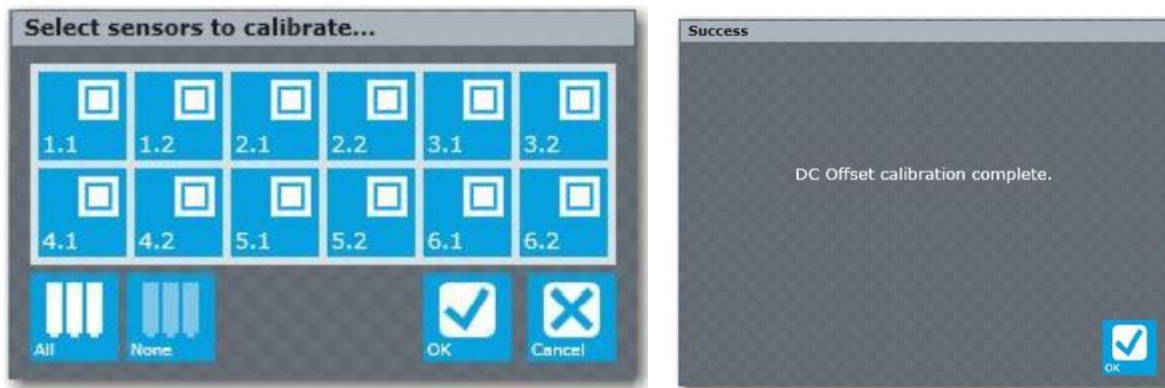 Select sensors to calibrate...
1.1 1.2 2.1 2.2 3.1 3.2
4.1 4.2 5.1 5.2 6.1 6.2
All None OK Cancel
Success
DC Offset calibration complete.
OK